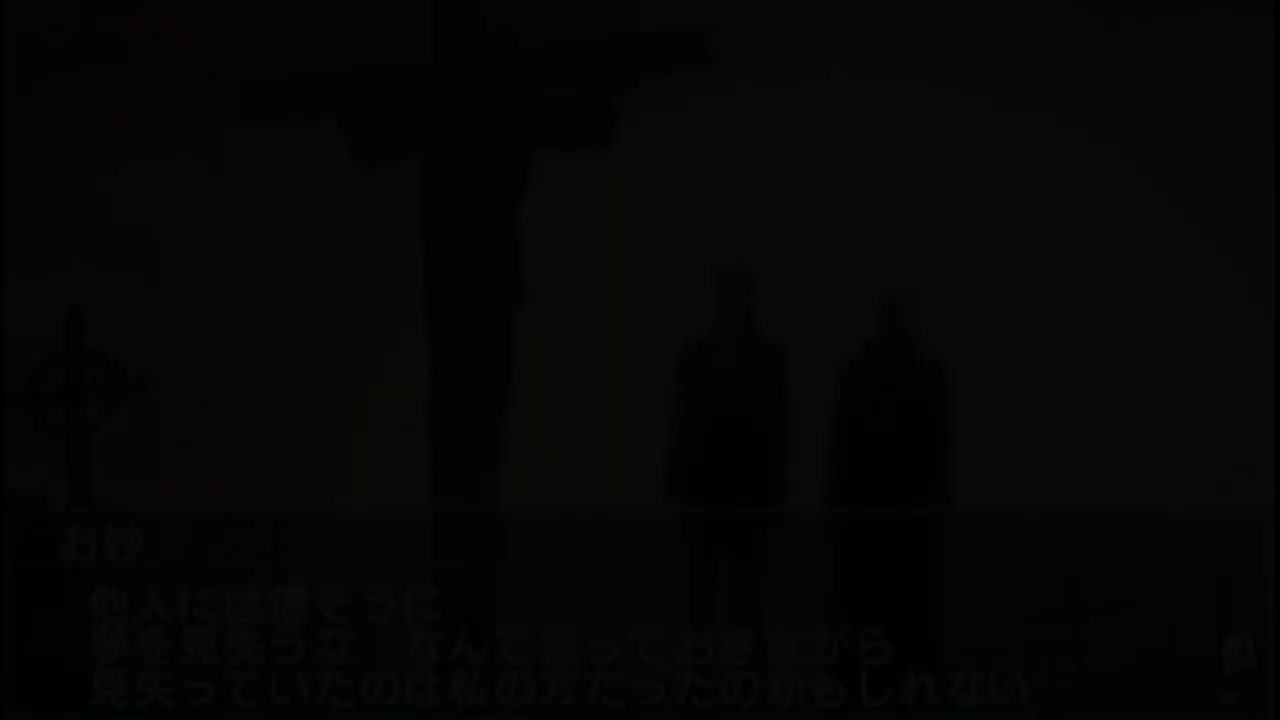 お妙
他人には偉そうに
夢を見失うな なんて言っておきながら
見失っていたのは私の方だったのかもしれない